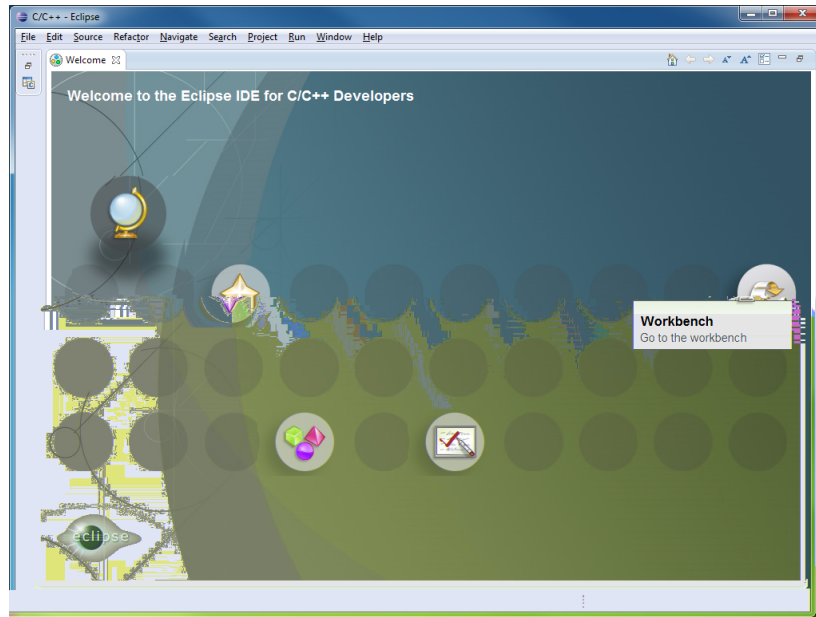 C/C++ - Eclipse
File Edit Source Refactor Navigate Search Project Run Window Help
Welcome
Welcome to the Eclipse IDE for C/C++ Developers
Workbench
Go to the workbench
eclipse